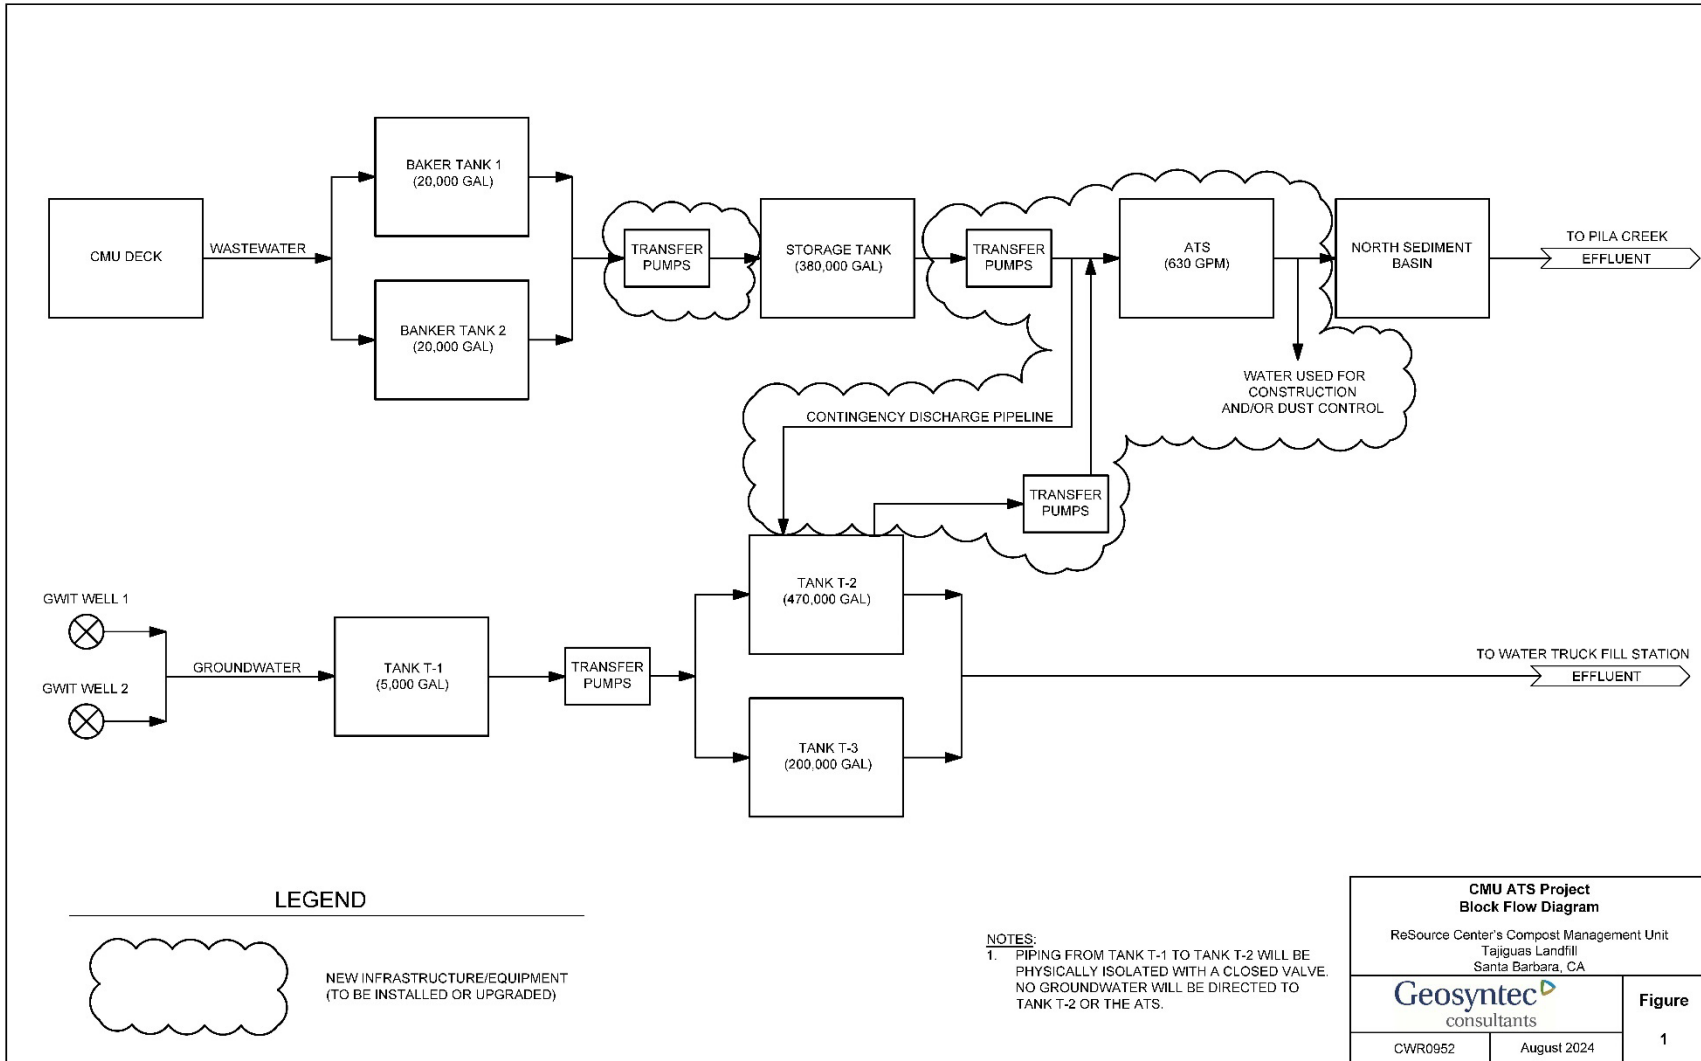 BAKER TANK 1
(20,000 GAL)
CMU DECK
WASTEWATER
BANKER TANK 2
(20,000 GAL)
TRANSFER
PUMPS
STORAGE TANK
(380,000 GAL)
TRANSFER
PUMPS
ATS
(630 GPM)
NORTH SEDIMENT
BASIN
TO PILA CREEK
EFFLUENT
WATER USED FOR
CONSTRUCTION
AND/OR DUST CONTROL
CONTINGENCY DISCHARGE PIPELINE
TRANSFER
PUMPS
GWIT WELL 1
GWIT WELL 2
GROUNDWATER
TANK T-1
(5,000 GAL)
TRANSFER
PUMPS
TANK T-2
(470,000 GAL)
TANK T-3
(200,000 GAL)
TO WATER TRUCK FILL STATION
EFFLUENT
LEGEND
NEW INFRASTRUCTURE/EQUIPMENT
(TO BE INSTALLED OR UPGRADED)
NOTES:
1. PIPING FROM TANK T-1 TO TANK T-2 WILL BE
PHYSICALLY ISOLATED WITH A CLOSED VALVE.
NO GROUNDWATER WILL BE DIRECTED TO
TANK T-2 OR THE ATS.
CMU ATS Project
Block Flow Diagram
ReSource Center's Compost Management Unit
Tajiguas Landfill
Santa Barbara, CA
Geosyntec
consultants
Figure
1
CWR0952
August 2024